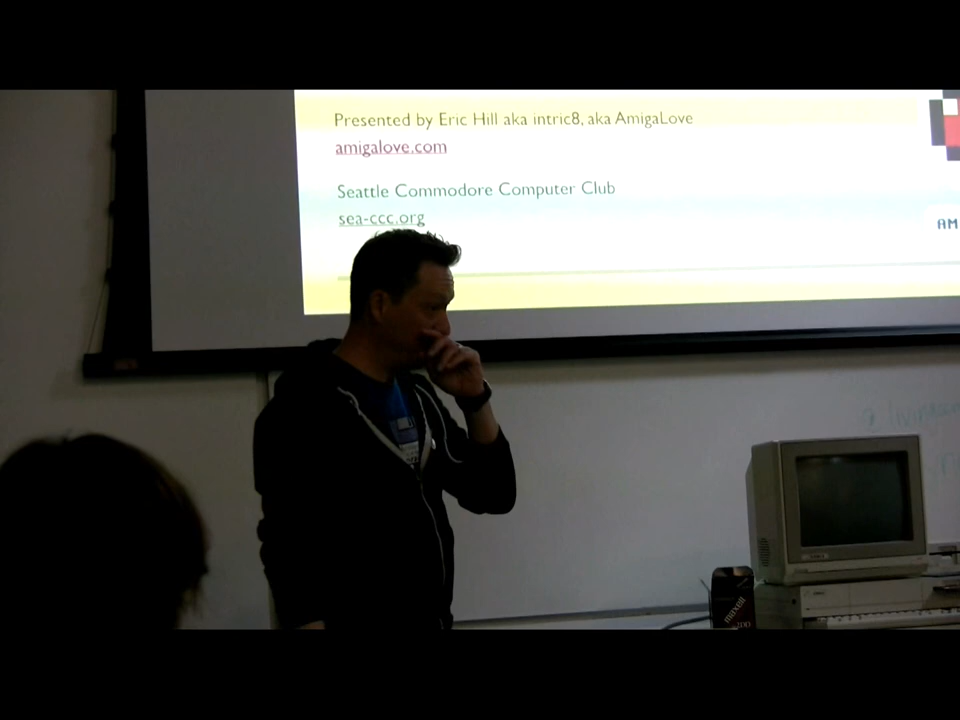 Presented by Eric Hill aka intric8, aka AmigaLove
amigalove.com
Seattle Commodore Computer Club
sea-ccc.org
AM
maxell